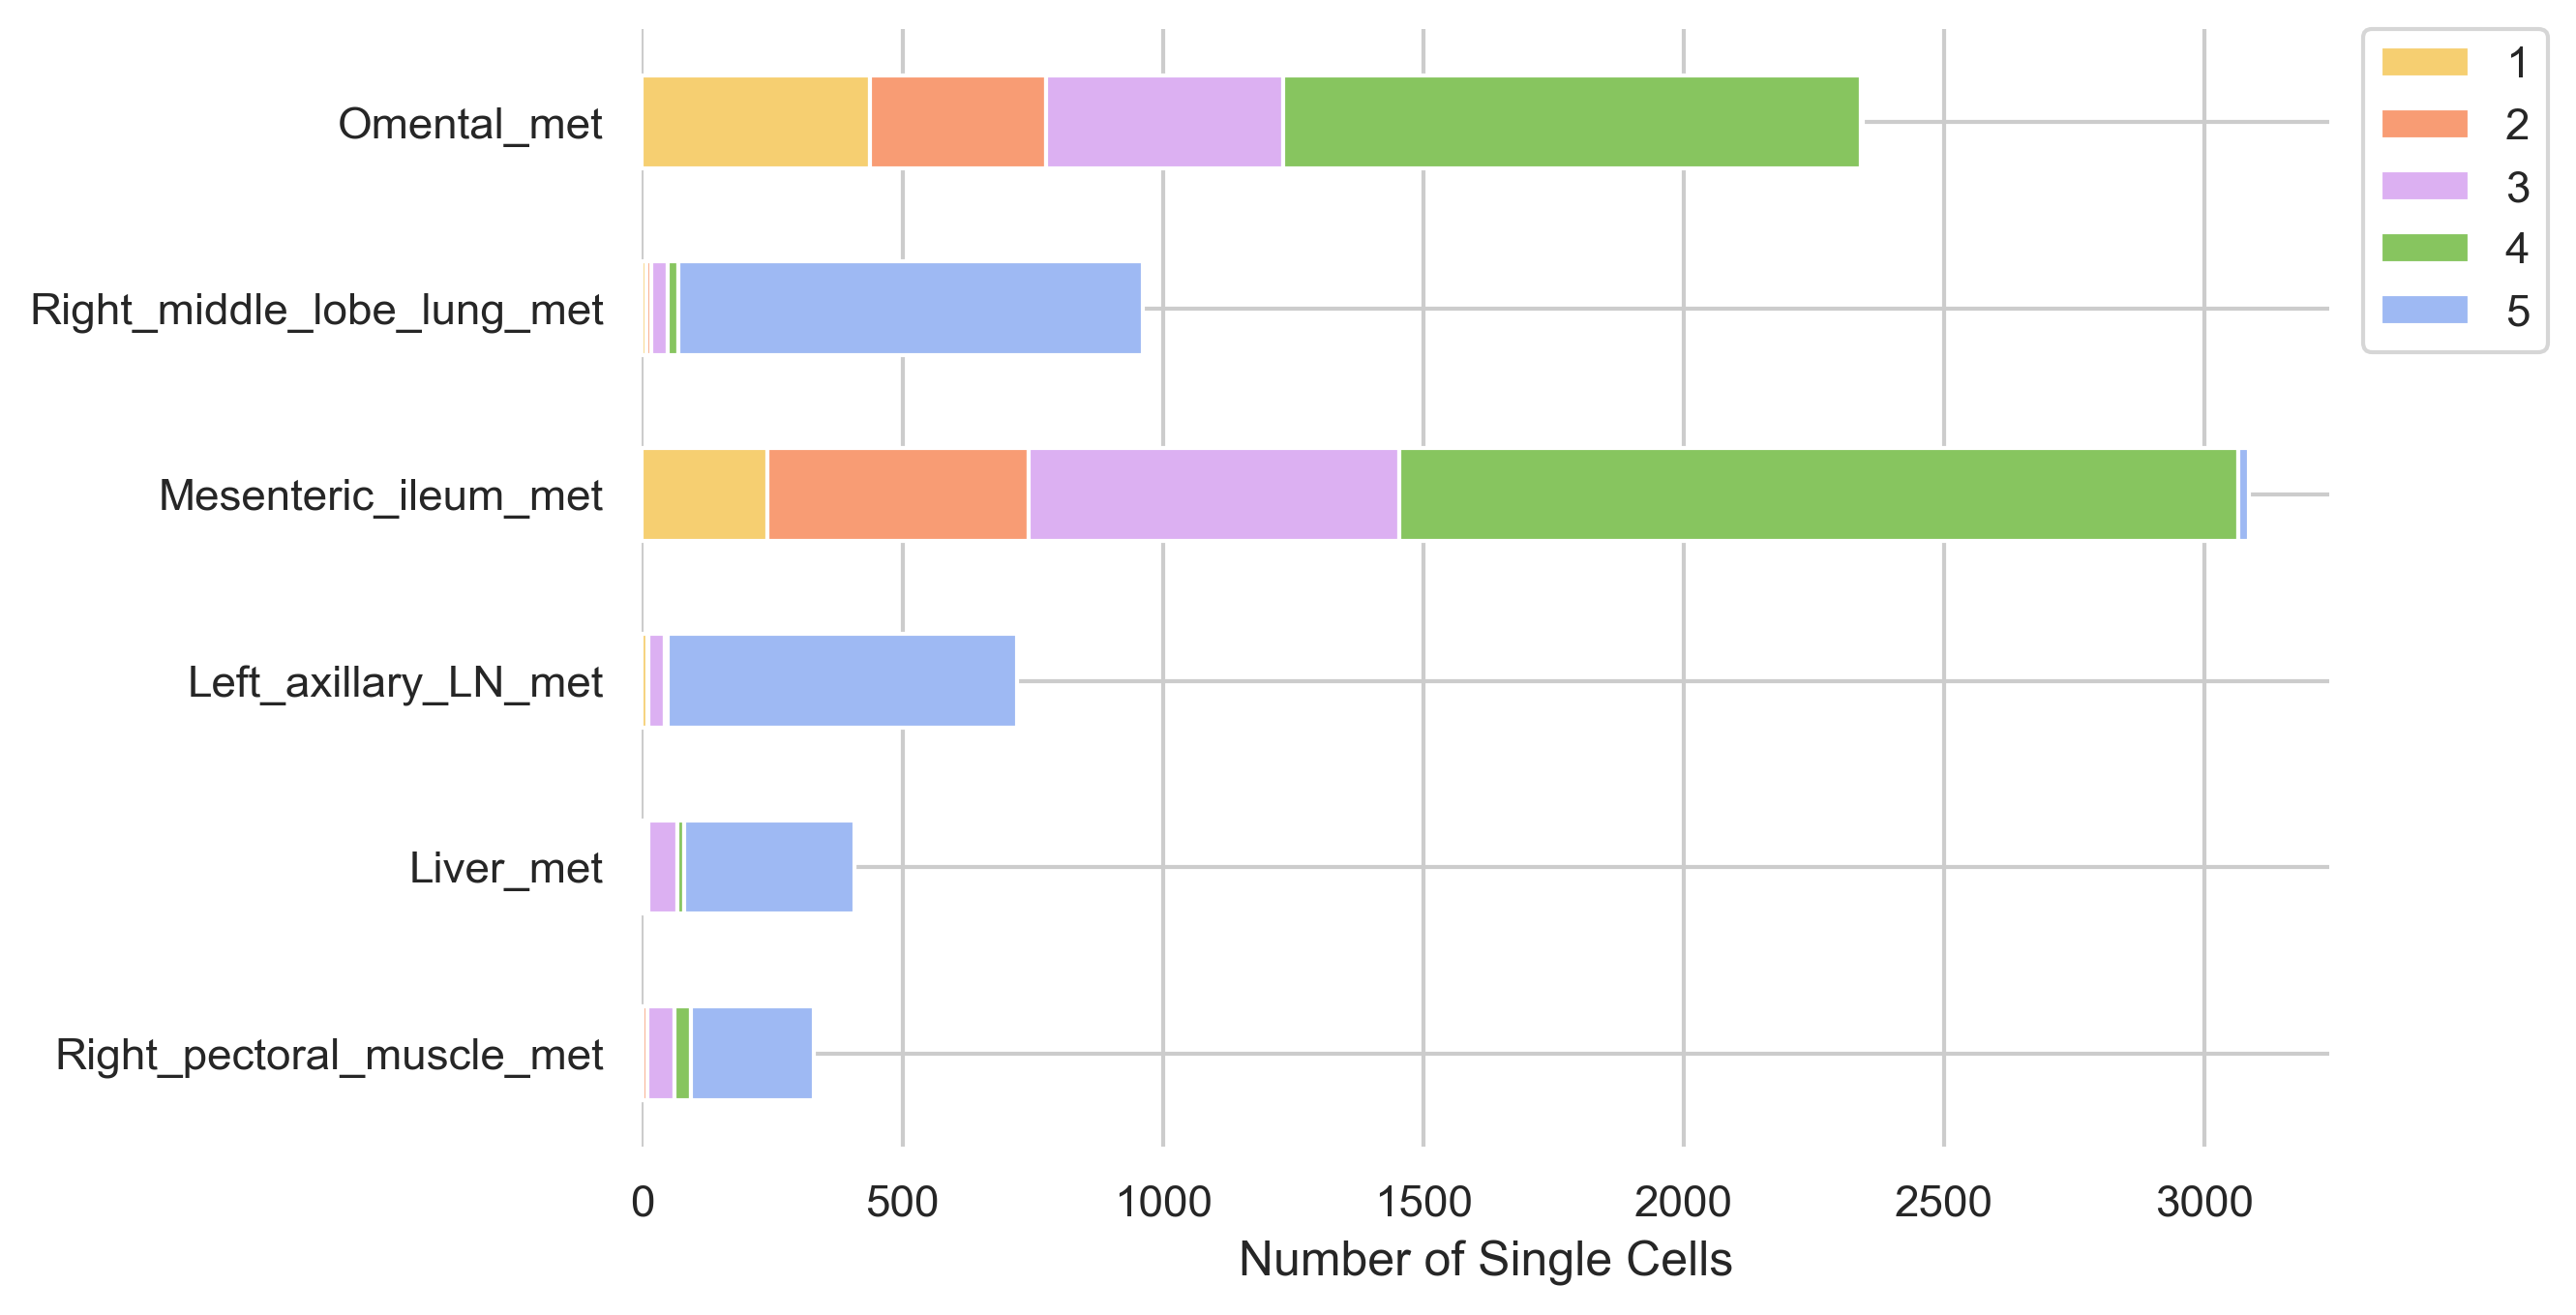 Omental_met
Right_middle_lobe_lung_met
Mesenteric_ileum_met
Left_axillary_LN_met
Liver_met
Right_pectoral_muscle_met
0 500 1000 1500 2000 2500 3000
Number of Single Cells
1
2
3
4
5